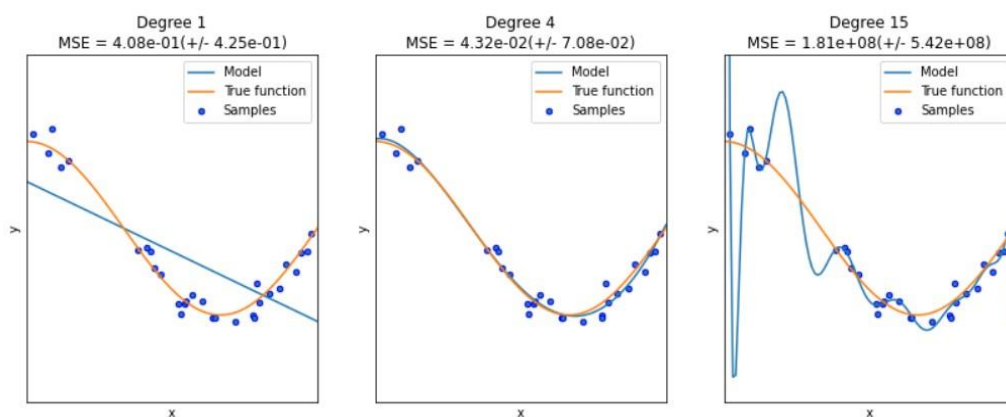 Degree 1
MSE = 4.08e-01(+/- 4.25e-01)
Model
True function
Samples
y
x
Degree 4
MSE = 4.32e-02(+/- 7.08e-02)
Model
True function
Samples
y
x
Degree 15
MSE = 1.81e+08(+/- 5.42e+08)
Model
True function
Samples
y
x